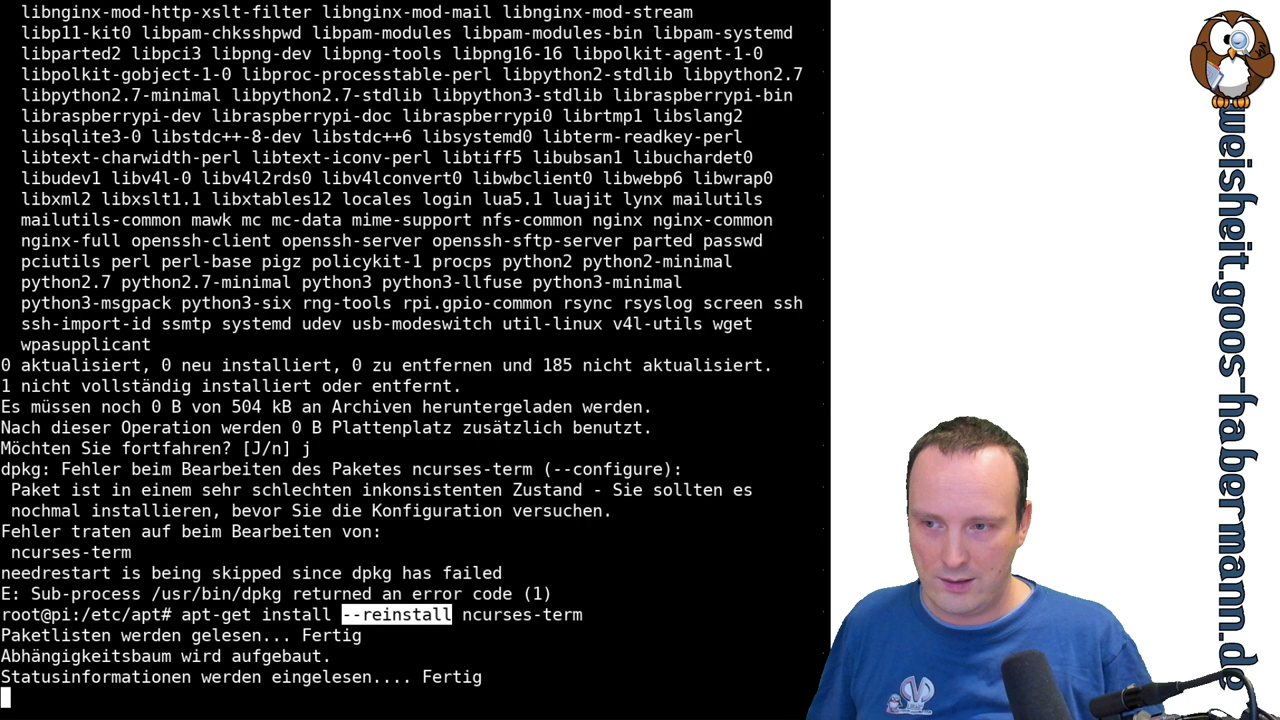 libnginx-mod-http-xslt-filter libnginx-mod-mail libnginx-mod-stream
libp11-kit0 libpam-chksshpwd libpam-modules libpam-modules-bin libpam-systemd
libparted2 libpci3 libpng-dev libpng-tools libpng16-16 libpolkit-agent-1-0
libpolkit-gobject-1-0 libproc-processtable-perl libpython2-stdlib libpython2.7
libpython2.7-minimal libpython2.7-stdlib libpython3-stdlib libraspberrypi-bin
libraspberrypi-dev libraspberrypi-doc libraspberrypi0 librtmp1 libslang2
libsqlite3-0 libstdc++-8-dev libstdc++6 libsystemd0 libterm-readkey-perl
libtext-charwidth-perl libtext-iconv-perl libtiff5 libubsan1 libuchardet0
libudev1 libv4l-0 libv4l2rds0 libv4lconvert0 libwbclient0 libwebp6 libwrap0
libxml2 libxslt1.1 libxtables12 locales login lua5.1 luajit lynx mailutils
mailutils-common mawk mc mc-data mime-support nfs-common nginx nginx-common
nginx-full openssh-client openssh-server openssh-sftp-server parted passwd
pciutils perl perl-base pigz policykit-1 procps python2 python2-minimal
python2.7 python2.7-minimal python3 python3-llfuse python3-minimal
python3-msgpack python3-six rng-tools rpi.gpio-common rsync rsyslog screen ssh
ssh-import-id ssmtp systemd udev usb-modeswitch util-linux v4l-utils wget
wpasupplicant
0 aktualisiert, 0 neu installiert, 0 zu entfernen und 185 nicht aktualisiert.
1 nicht vollständig installiert oder entfernt.
Es müssen noch 0 B von 504 kB an Archiven heruntergeladen werden.
Nach dieser Operation werden 0 B Plattenplatz zusätzlich benutzt.
Möchten Sie fortfahren? [J/n] j
dpkg: Fehler beim Bearbeiten des Paketes ncurses-term (--configure):
Paket ist in einem sehr schlechten inkonsistenten Zustand - Sie sollten es
nochmal installieren, bevor Sie die Konfiguration versuchen.
Fehler traten auf beim Bearbeiten von:
ncurses-term
needrestart is being skipped since dpkg has failed
E: Sub-process /usr/bin/dpkg returned an error code (1)
root@pi:/etc/apt# apt-get install --reinstall ncurses-term
Paketlisten werden gelesen... Fertig
Abhängigkeitsbaum wird aufgebaut.
Statusinformationen werden eingelesen.... Fertig
weisheit.goos-habermann.de